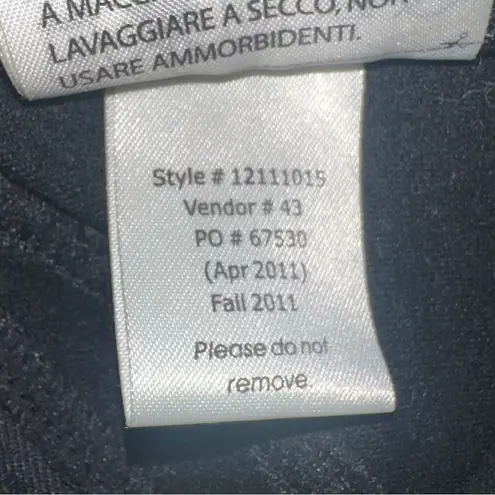 A MACC
LAVAGGIARE A SECCO, NON
USARE AMMORBIDENTI.
Style # 12111015
Vendor # 43
PO # 67530
(Apr 2011)
Fall 2011
Please do not
remove.